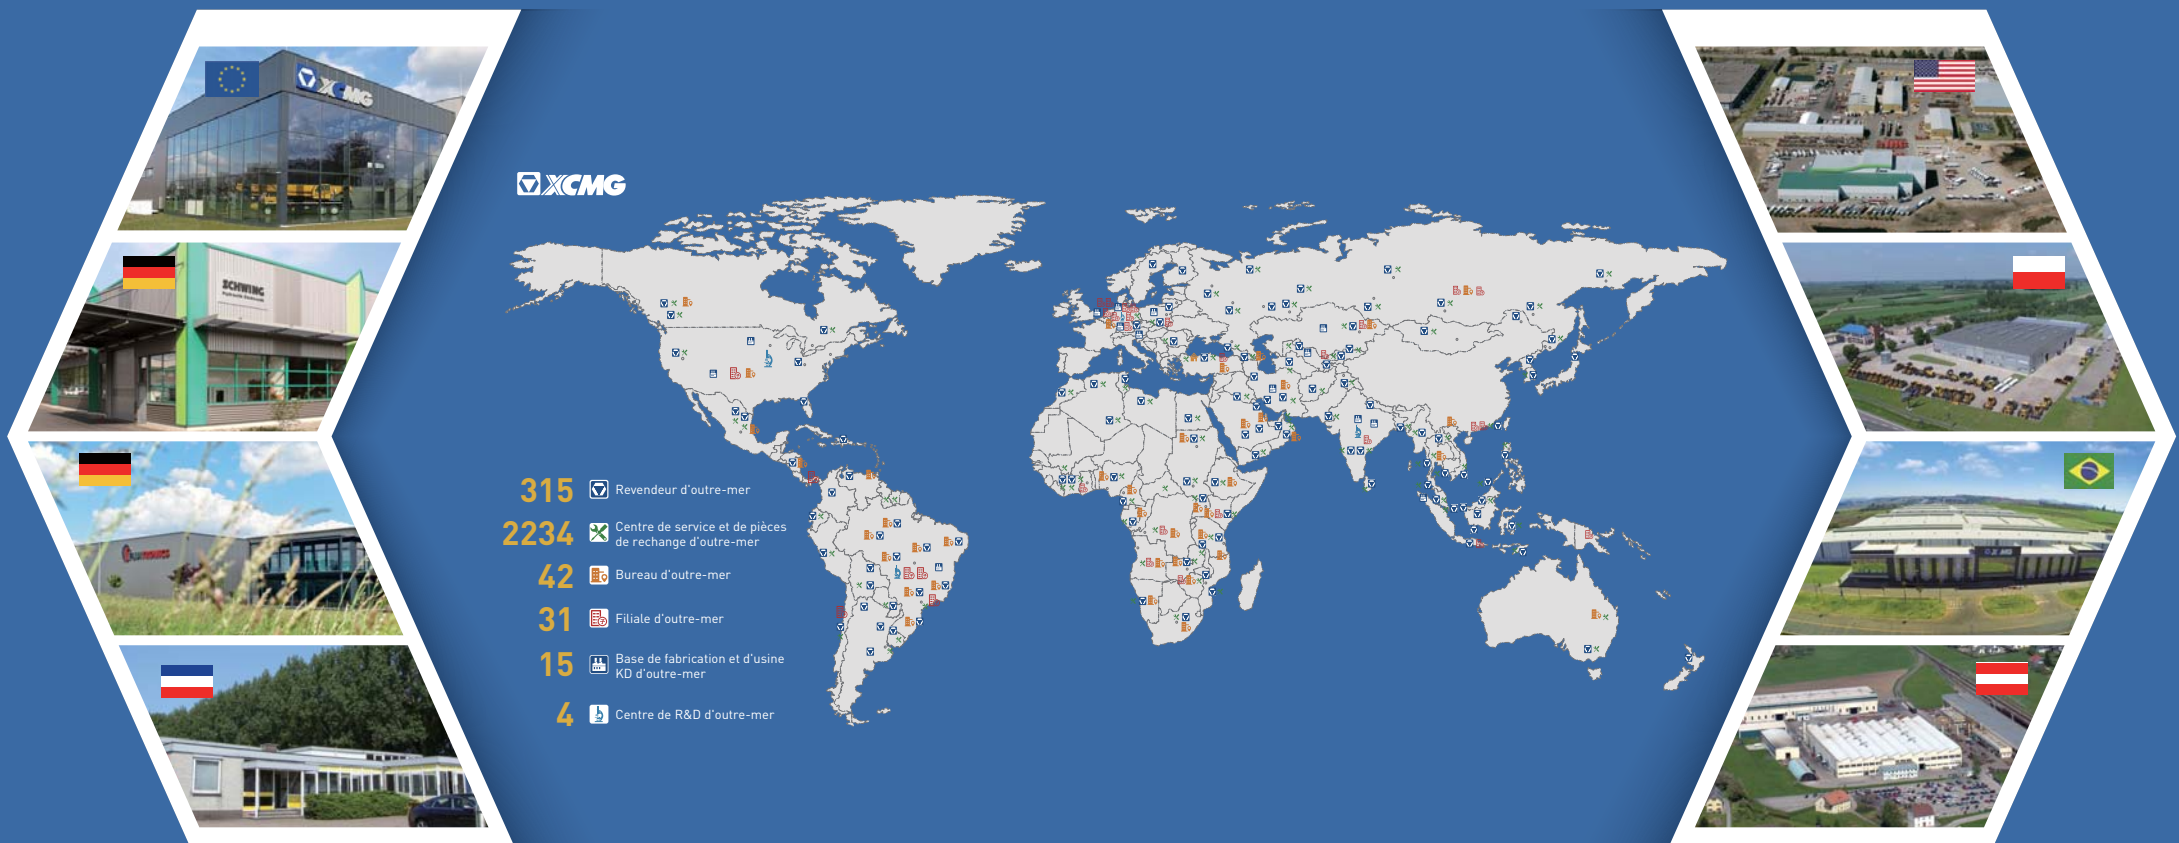 XCMG
SCHWING
XCMG
315 Revendeur d'outre-mer
2234 Centre de service et de pièces
de rechange d'outre-mer
42 Bureau d'outre-mer
31 Filiale d'outre-mer
15 Base de fabrication et d'usine
KD d'outre-mer
4 Centre de R&D d'outre-mer